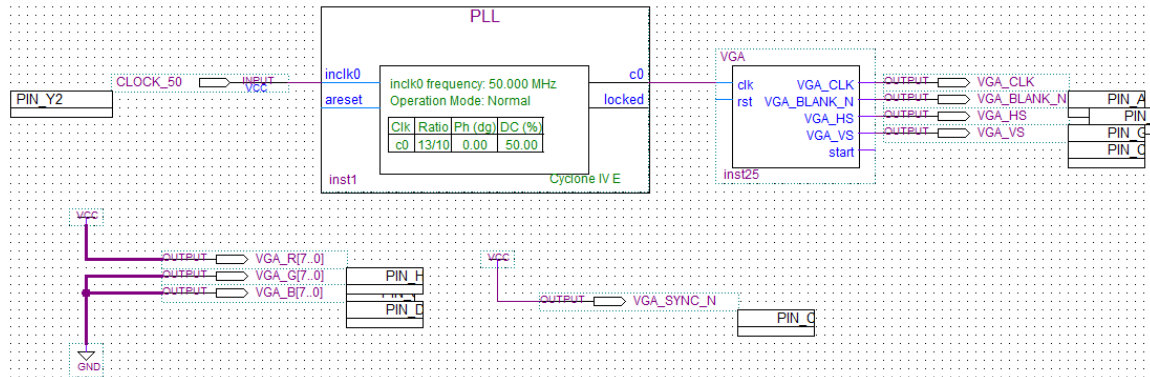 PLL
VGA
CLOCK_50 INPUT VCC
PIN_Y2
inclk0 c0
areset locked
inclk0 frequency: 50.000 MHz
Operation Mode: Normal
Clk Ratio Ph (dg) DC (%)
c0 13/10 0.00 50.00
inst1 Cyclone IV E
clk VGA_CLK OUTPUT VGA_CLK
rst VGA_BLANK_N OUTPUT VGA_BLANK_N PIN_A
VGA_HS OUTPUT VGA_HS PIN
VGA_VS OUTPUT VGA_VS
start
inst25
VCC
OUTPUT VGA_R[7..0]
OUTPUT VGA_G[7..0] PIN_H
OUTPUT VGA_B[7..0]
PIN_D
GND
VCC
OUTPUT VGA_SYNC_N